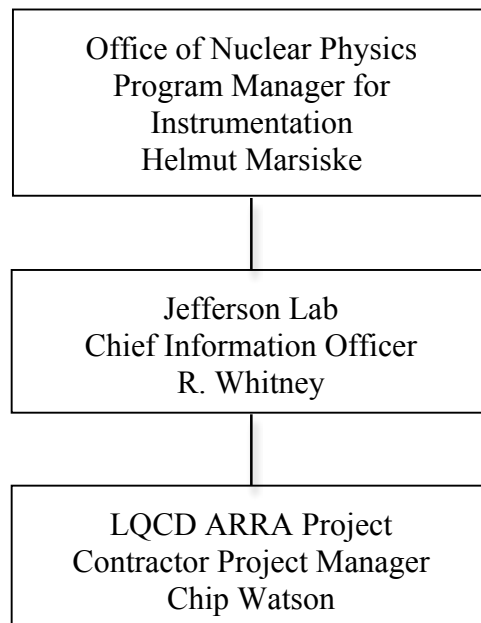 Office of Nuclear Physics
Program Manager for
Instrumentation
Helmut Marsiske
Jefferson Lab
Chief Information Officer
R. Whitney
LQCD ARRA Project
Contractor Project Manager
Chip Watson